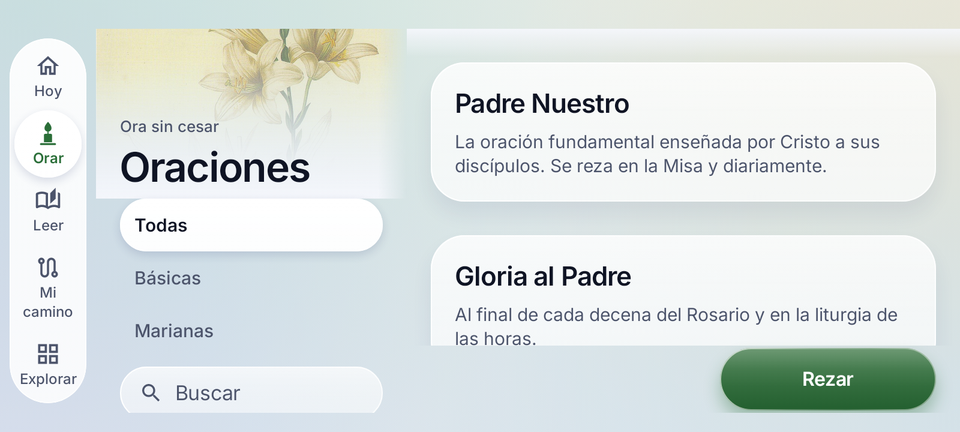 Hoy
Orar
Leer
Mi
camino
Explorar
Ora sin cesar
Oraciones
Todas
Básicas
Marianas
Buscar
Padre Nuestro
La oración fundamental enseñada por Cristo a sus
discípulos. Se reza en la Misa y diariamente.
Gloria al Padre
Al final de cada decena del Rosario y en la liturgia de
las horas.
Rezar